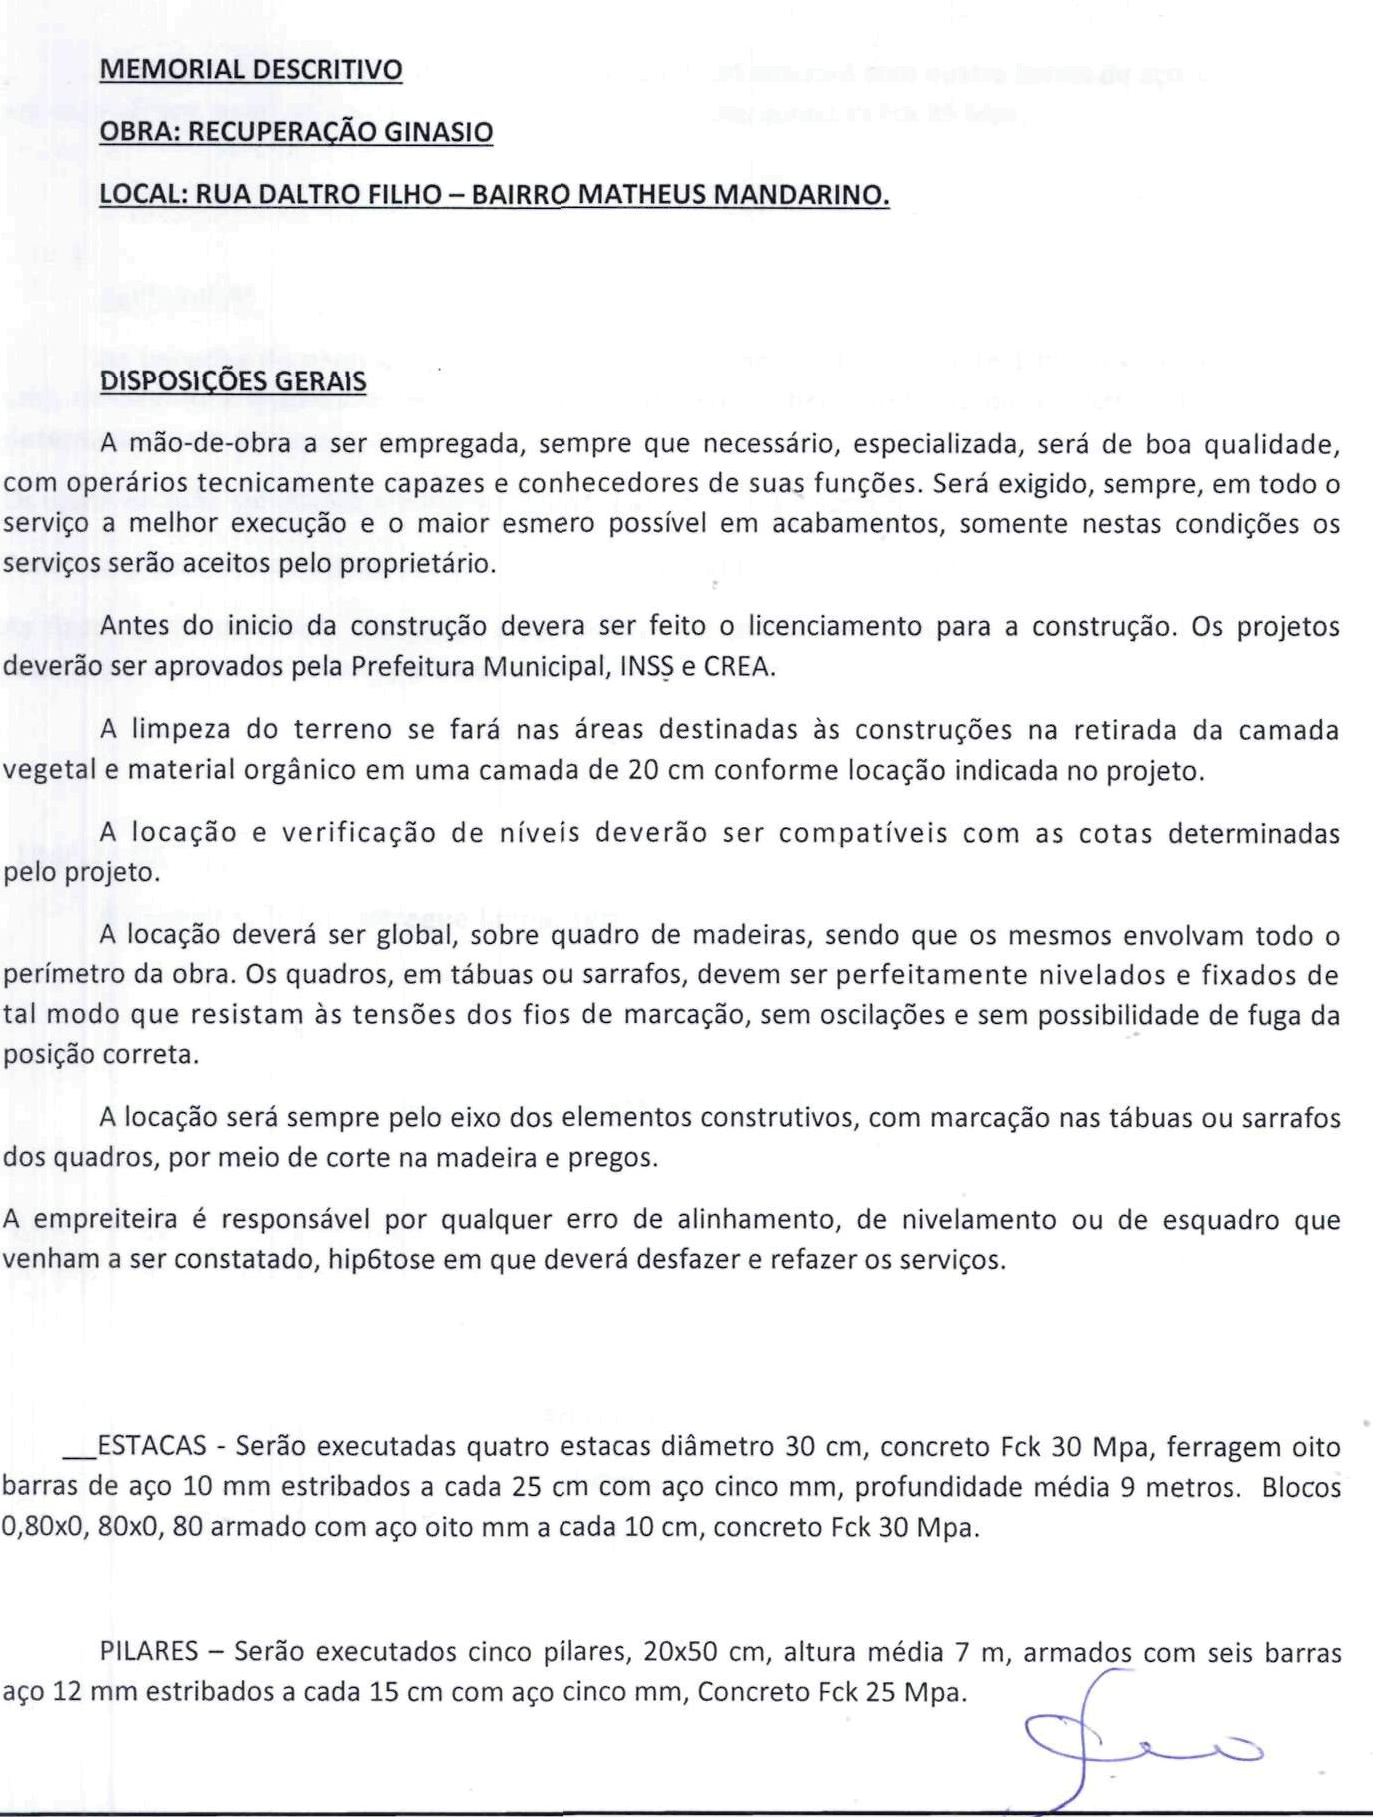 MEMORIAL DESCRITIVO
OBRA: RECUPERAÇÃO GINASIO
LOCAL: RUA DALTRO FILHO – BAIRRO MATHEUS MANDARINO.
DISPOSIÇÕES GERAIS
A mão-de-obra a ser empregada, sempre que necessário, especializada, será de boa qualidade,
com operários tecnicamente capazes e conhecedores de suas funções. Será exigido, sempre, em todo o
serviço a melhor execução e o maior esmero possível em acabamentos, somente nestas condições os
serviços serão aceitos pelo proprietário.
Antes do inicio da construção devera ser feito o licenciamento para a construção. Os projetos
deverão ser aprovados pela Prefeitura Municipal, INSS e CREA.
A limpeza do terreno se fará nas áreas destinadas às construções na retirada da camada
vegetal e material orgânico em uma camada de 20 cm conforme locação indicada no projeto.
A locação e verificação de níveis deverão ser compatíveis com as cotas determinadas
pelo projeto.
A locação deverá ser global, sobre quadro de madeiras, sendo que os mesmos envolvam todo o
perímetro da obra. Os quadros, em tábuas ou sarrafos, devem ser perfeitamente nivelados e fixados de
tal modo que resistam às tensões dos fios de marcação, sem oscilações e sem possibilidade de fuga da
posição correta.
A locação será sempre pelo eixo dos elementos construtivos, com marcação nas tábuas ou sarrafos
dos quadros, por meio de corte na madeira e pregos.
A empreiteira é responsável por qualquer erro de alinhamento, de nivelamento ou de esquadro que
venham a ser constatado, hip6tose em que deverá desfazer e refazer os serviços.
__ESTACAS - Serão executadas quatro estacas diâmetro 30 cm, concreto Fck 30 Mpa, ferragem oito
barras de aço 10 mm estribados a cada 25 cm com aço cinco mm, profundidade média 9 metros. Blocos
0,80x0, 80x0, 80 armado com aço oito mm a cada 10 cm, concreto Fck 30 Mpa.
PILARES – Serão executados cinco pilares, 20x50 cm, altura média 7 m, armados com seis barras
aço 12 mm estribados a cada 15 cm com aço cinco mm, Concreto Fck 25 Mpa.